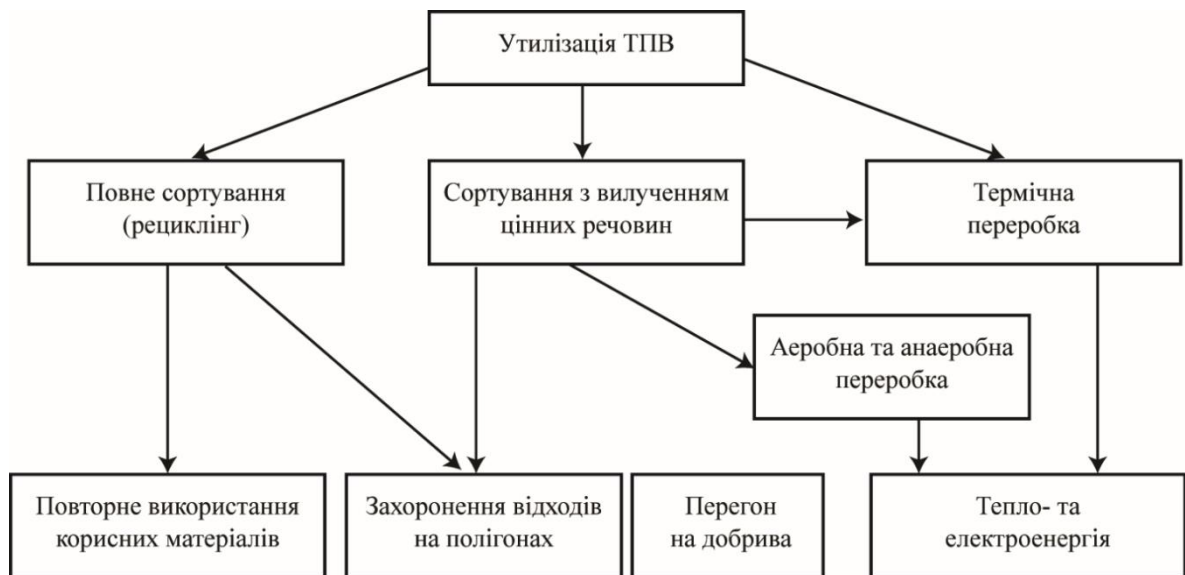 Утилізація ТПВ
Повне сортування
(рециклінг)
Сортування з вилученням
цінних речовин
Термічна
переробка
Аеробна та анаеробна
переробка
Повторне використання
корисних матеріалів
Захоронення відходів
на полігонах
Перегон
на добрива
Тепло- та
електроенергія